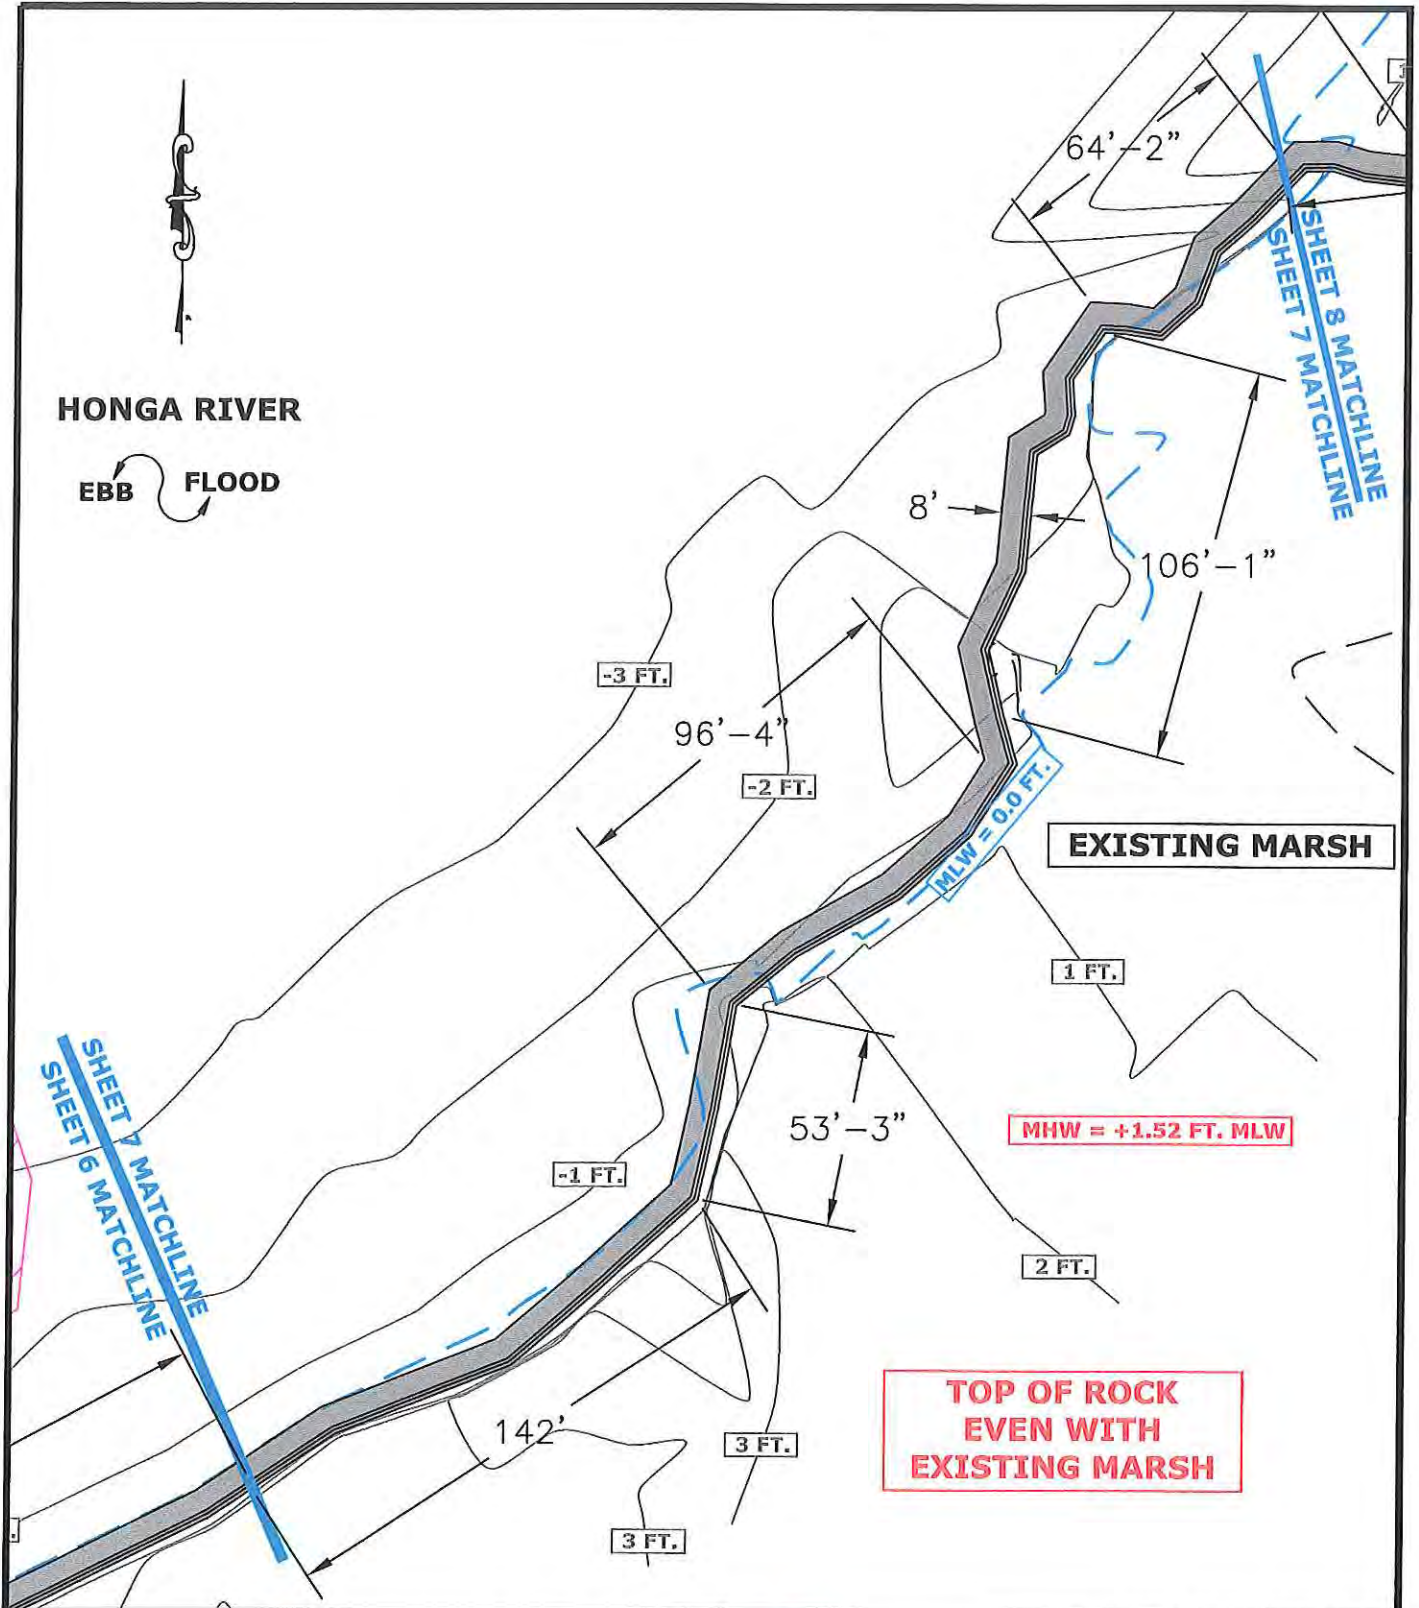 64'-2"
HONGA RIVER
EBB FLOOD
SHEET 8 MATCHLINE
SHEET 7 MATCHLINE
8'
106'-1"
-3 FT.
96'-4"
-2 FT.
MLW = 0.0 FT.
EXISTING MARSH
1 FT.
SHEET 7 MATCHLINE
SHEET 6 MATCHLINE
53'-3"
MHW = +1.52 FT. MLW
-1 FT.
2 FT.
TOP OF ROCK
EVEN WITH
EXISTING MARSH
142'
3 FT.
3 FT.